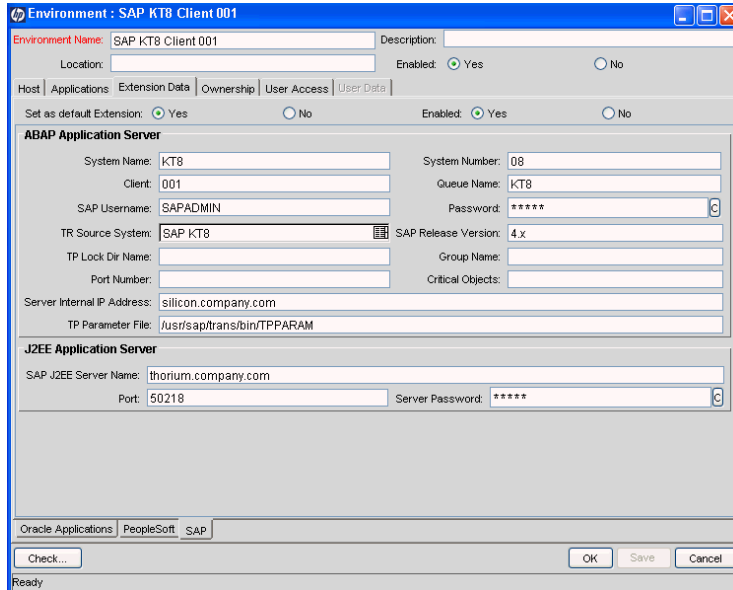 Environment : SAP KT8 Client 001
Environment Name: SAP KT8 Client 001 Description:
Location: Enabled: Yes No
Host Applications Extension Data Ownership User Access User Data
Set as default Extension: Yes No Enabled: Yes No
ABAP Application Server
System Name: KT8 System Number: 08
Client: 001 Queue Name: KT8
SAP Username: SAPADMIN Password: *****
C
TR Source System: SAP KT8 SAP Release Version: 4.x
TP Lock Dir Name: Group Name:
Port Number: Critical Objects:
Server Internal IP Address: silicon.company.com
TP Parameter File: /usr/sap/trans/bin/TPPARAM
J2EE Application Server
SAP J2EE Server Name: thorium.company.com
Port: 50218 Server Password: *****
C
Oracle Applications PeopleSoft SAP
Check... OK Save Cancel
Ready